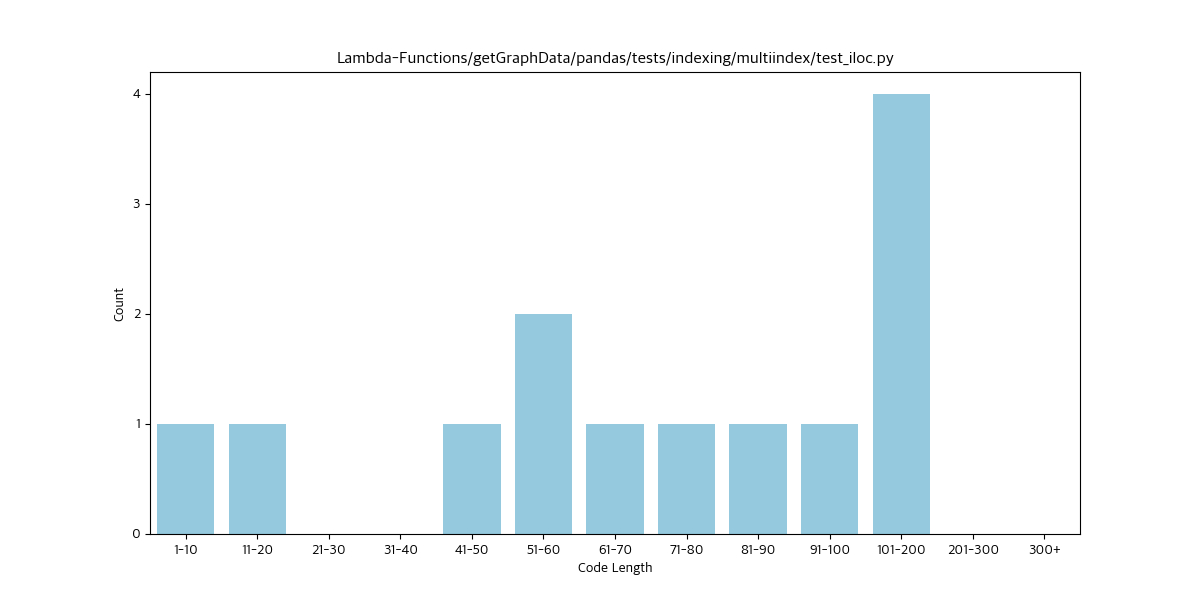 Lambda-Functions/getGraphData/pandas/tests/indexing/multiindex/test_iloc.py
4
3
2
1
0
Count
1-10 11-20 21-30 31-40 41-50 51-60 61-70 71-80 81-90 91-100 101-200 201-300 300+
Code Length